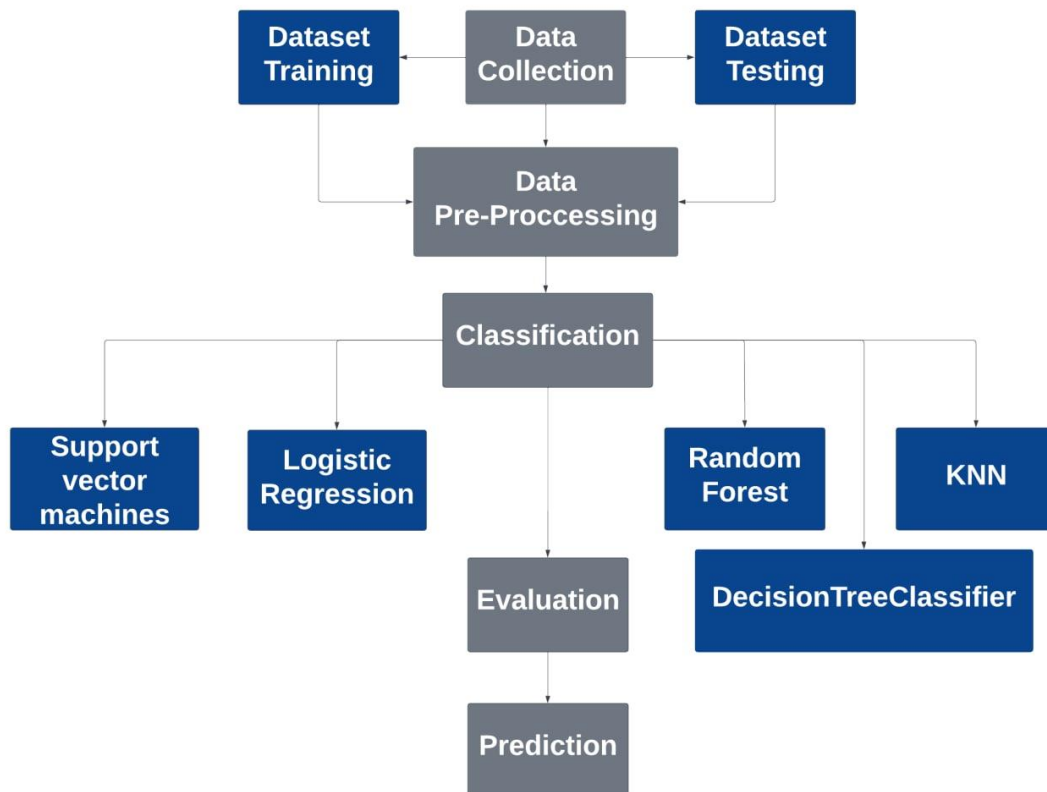 Dataset
Training
Data
Collection
Dataset
Testing
Data
Pre-Proccessing
Classification
Support
vector
machines
Logistic
Regression
Random
Forest
KNN
DecisionTreeClassifier
Evaluation
Prediction